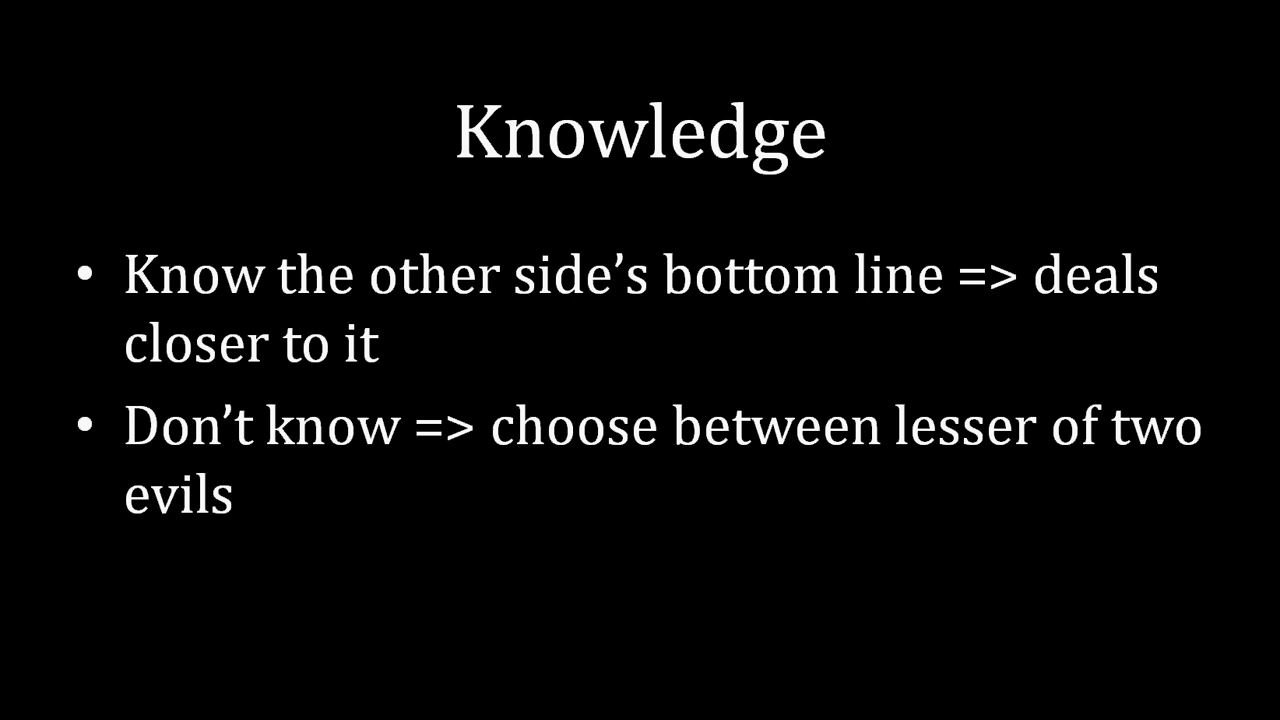 Knowledge
• Know the other side’s bottom line => deals
closer to it
• Don’t know => choose between lesser of two
evils